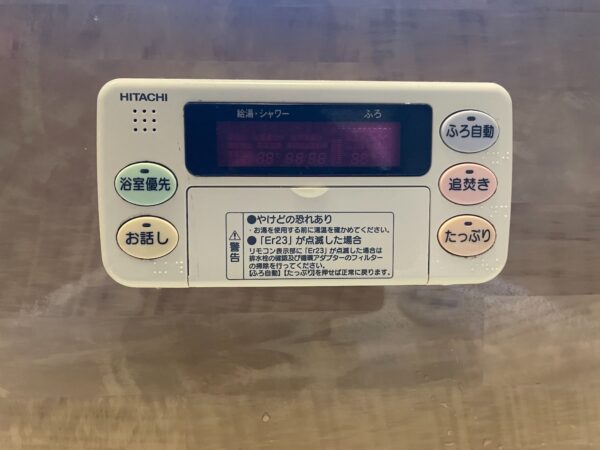 HITACHI
給湯・シャワー
ふろ
ふろ自動
浴室優先
追焚き
お話し
たっぷり
警告
●やけどの恐れあり
・お湯を使用する前に湯温を確かめてください。
●「Er23」が点滅した場合
リモコン表示部に「Er23」が点滅した場合は
排水栓の確認及び循環アダプターのフィルター
の掃除を行ってください。
【ふろ自動】【たっぷり】を押せば正常に戻ります。